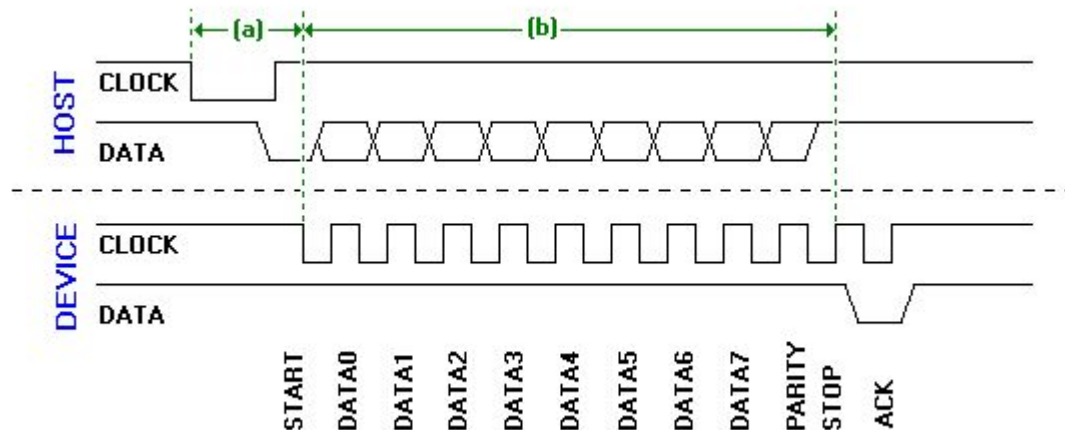 (a)
(b)
HOST
CLOCK
DATA
DEVICE
CLOCK
DATA
START
DATA0
DATA1
DATA2
DATA3
DATA4
DATA5
DATA6
DATA7
PARITY
STOP
ACK